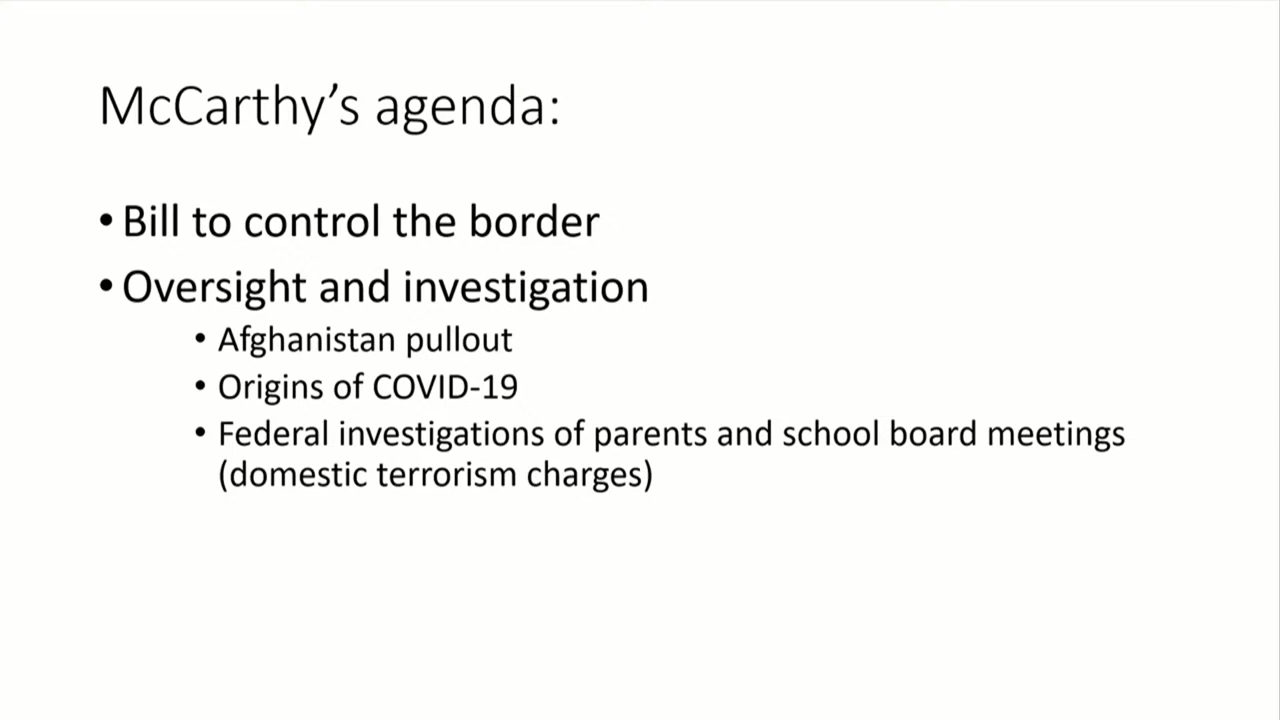 McCarthy’s agenda:
• Bill to control the border
• Oversight and investigation
• Afghanistan pullout
• Origins of COVID-19
• Federal investigations of parents and school board meetings
(domestic terrorism charges)